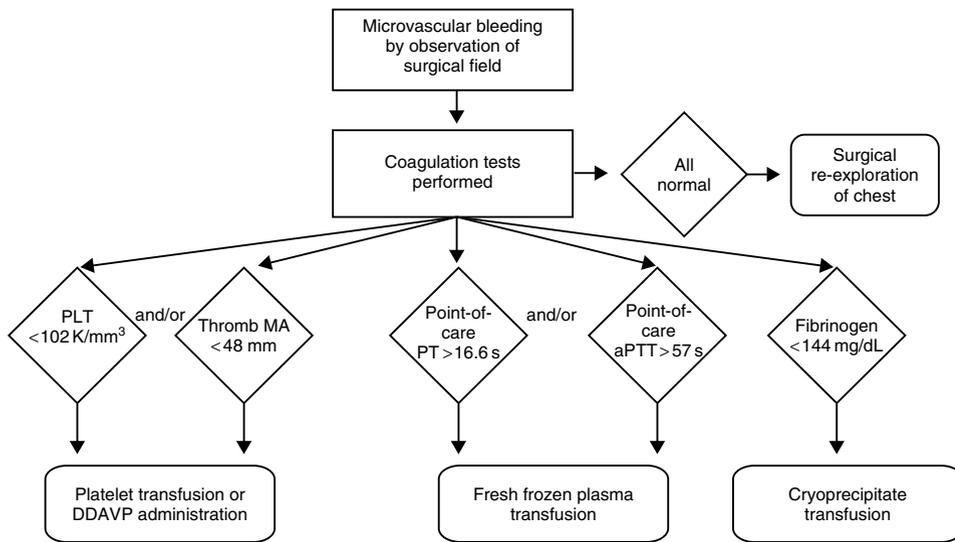 Microvascular bleeding
by observation of
surgical field
Coagulation tests
performed
All
normal
Surgical
re-exploration
of chest
PLT
<102 K/mm³
and/or
Thromb MA
<48 mm
Point-of-
care
PT>16.6 s
and/or
Point-of-
care
aPTT>57 s
Fibrinogen
<144 mg/dL
Platelet transfusion or
DDAVP administration
Fresh frozen plasma
transfusion
Cryoprecipitate
transfusion